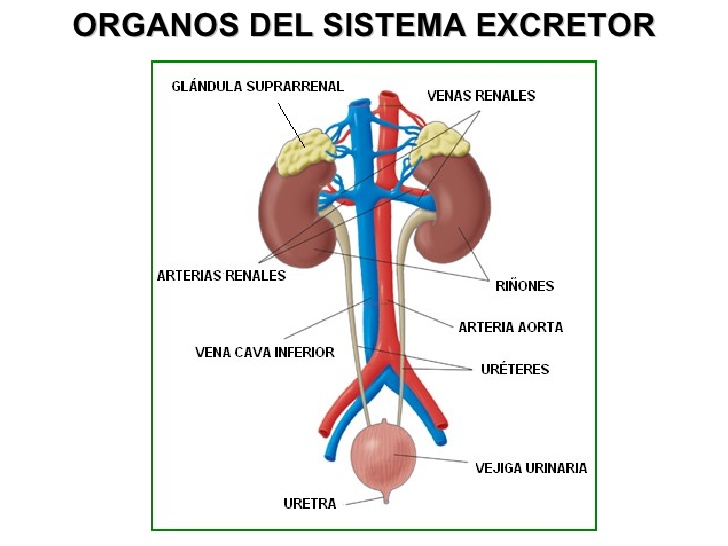 ORGANOS DEL SISTEMA EXCRETOR
GLÁNDULA SUPRARRENAL
VENAS RENALES
ARTERIAS RENALES
RIÑONES
ARTERIA AORTA
VENA CAVA INFERIOR
URÉTERES
VEJIGA URINARIA
URETRA